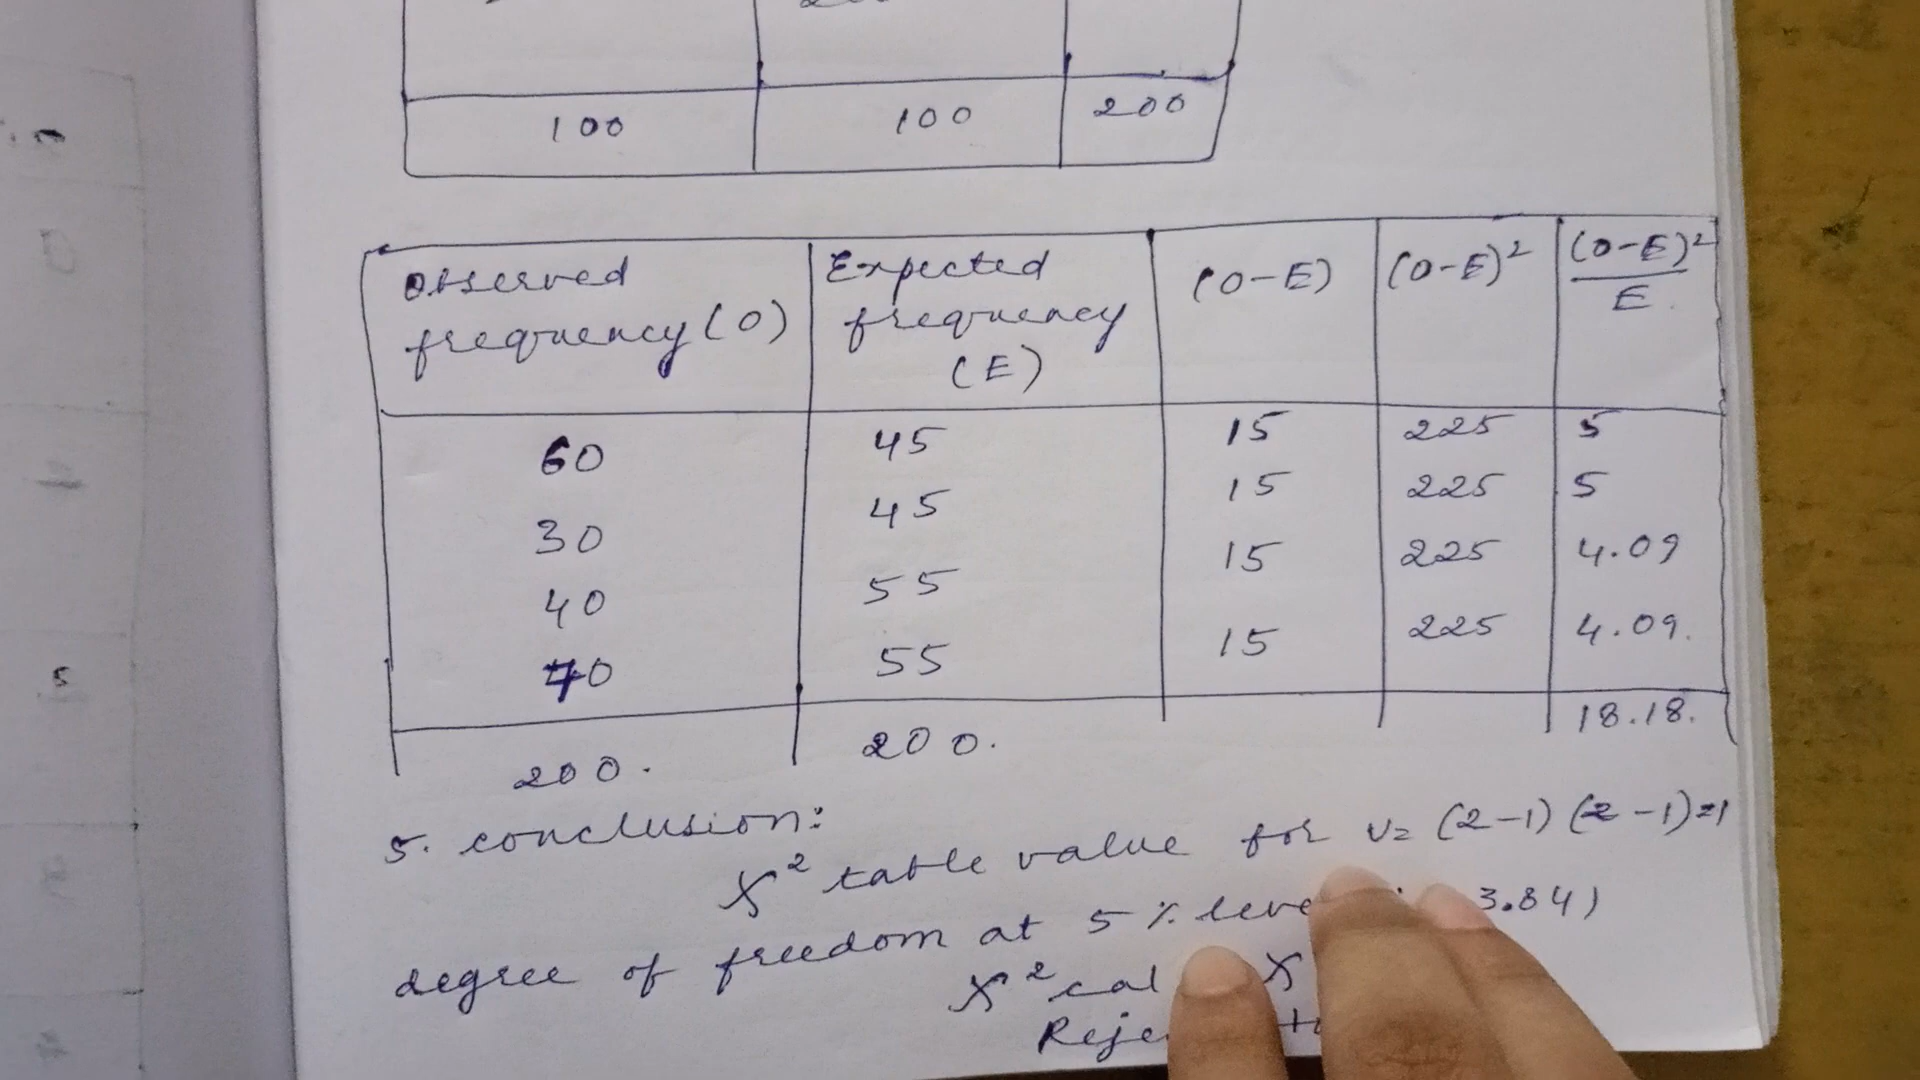 100 100 200
Observed frequency (O) Expected frequency (E) (O-E) (O-E)² (O-E)²/E
60 45 15 225 5
30 45 15 225 5
40 55 15 225 4.09
70 55 15 225 4.09.
200. 200. 18.18.
5. conclusion:
χ² table value for ν= (2-1) (2-1)=1
degree of freedom at 5% 3.841
χ² cal χ